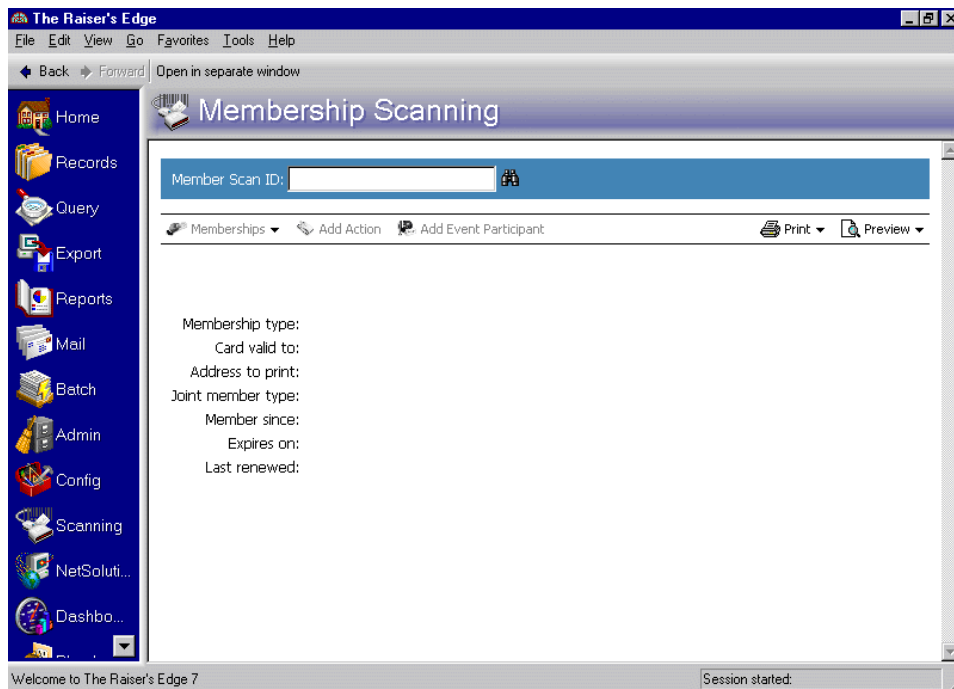 The Raiser's Edge
File Edit View Go Favorites Tools Help
Back Forward Open in separate window
Home
Records
Query
Export
Reports
Mail
Batch
Admin
Config
Scanning
NetSoluti...
Dashbo...
Membership Scanning
Member Scan ID:
Memberships Add Action Add Event Participant Print Preview
Membership type:
Card valid to:
Address to print:
Joint member type:
Member since:
Expires on:
Last renewed:
Welcome to The Raiser's Edge 7 Session started: